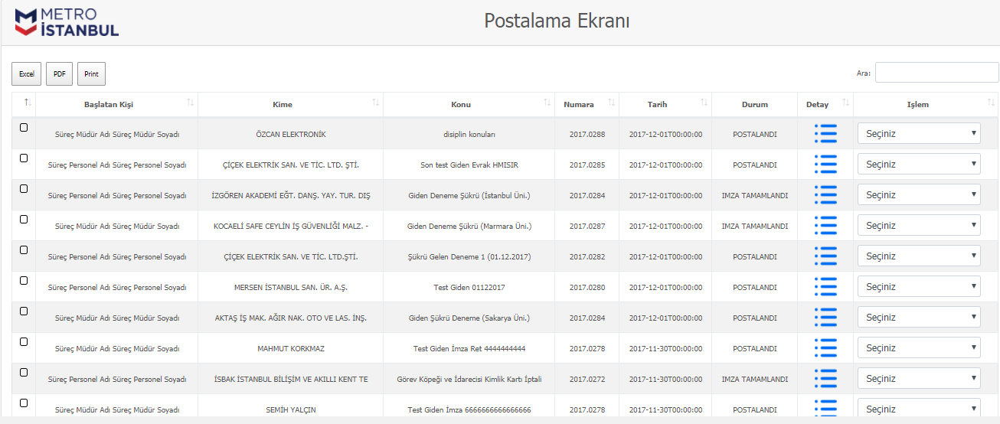 METRO
İSTANBUL
Postalama Ekranı
Excel PDF Print Ara:
Başlatan Kişi Kime Konu Numara Tarih Durum Detay Işlem
Süreç Müdür Adı Süreç Müdür Soyadı ÖZCAN ELEKTRONİK disiplin konuları 2017.0288 2017-12-01T00:00:00 POSTALANDI Seçiniz
Süreç Personel Adı Süreç Personel Soyadı ÇİÇEK ELEKTRİK SAN. VE TİC. LTD. ŞTİ. Son test Giden Evrak HMISIR 2017.0285 2017-12-01T00:00:00 POSTALANDI Seçiniz
Süreç Personel Adı Süreç Personel Soyadı İZGÖREN AKADEMİ EĞT. DANŞ. YAY. TUR. DIŞ Giden Deneme Şükrü (İstanbul Üni.) 2017.0284 2017-12-01T00:00:00 IMZA TAMAMLANDI Seçiniz
Süreç Müdür Adı Süreç Müdür Soyadı KOCAELİ SAFE CEYLİN İŞ GÜVENLİĞİ MALZ. - Giden Deneme Şükrü (Marmara Üni.) 2017.0287 2017-12-01T00:00:00 IMZA TAMAMLANDI Seçiniz
Süreç Personel Adı Süreç Personel Soyadı ÇİÇEK ELEKTRİK SAN. VE TİC. LTD.ŞTİ. Şükrü Gelen Deneme 1 (01.12.2017) 2017.0282 2017-12-01T00:00:00 POSTALANDI Seçiniz
Süreç Personel Adı Süreç Personel Soyadı MERSEN İSTANBUL SAN. ÜR. A.Ş. Test Giden 01122017 2017.0280 2017-12-01T00:00:00 POSTALANDI Seçiniz
Süreç Müdür Adı Süreç Müdür Soyadı AKTAŞ İŞ MAK. AĞIR NAK. OTO VE LAS. İNŞ. Giden Şükrü Deneme (Sakarya Üni.) 2017.0284 2017-12-01T00:00:00 POSTALANDI Seçiniz
Süreç Müdür Adı Süreç Müdür Soyadı MAHMUT KORKMAZ Test Giden İmza Ret 4444444444 2017.0278 2017-11-30T00:00:00 POSTALANDI Seçiniz
Süreç Personel Adı Süreç Personel Soyadı İSBAK İSTANBUL BİLİŞİM VE AKILLI KENT TE Görev Köpeği ve İdarecisi Kimlik Kartı İptali 2017.0272 2017-11-30T00:00:00 IMZA TAMAMLANDI Seçiniz
Süreç Müdür Adı Süreç Müdür Soyadı SEMİH YALÇIN Test Giden İmza 6666666666666666 2017.0278 2017-11-30T00:00:00 POSTALANDI Seçiniz